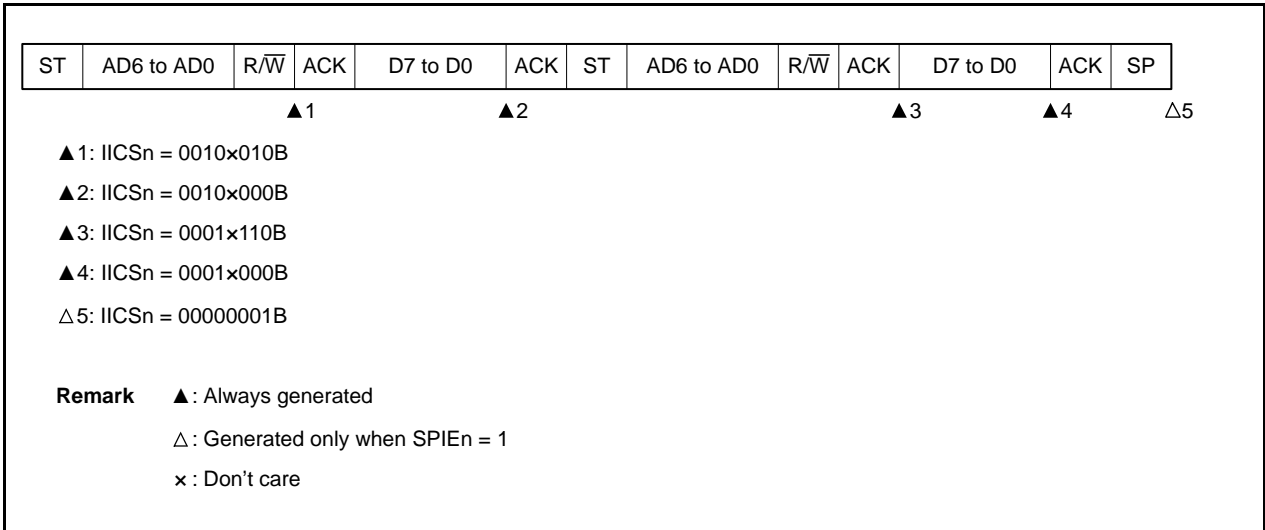 ST AD6 to AD0 R/W̅ ACK D7 to D0 ACK ST AD6 to AD0 R/W̅ ACK D7 to D0 ACK SP
▲1 ▲2 ▲3 ▲4 △5
▲1: IICSn = 0010×010B
▲2: IICSn = 0010×000B
▲3: IICSn = 0001×110B
▲4: IICSn = 0001×000B
△5: IICSn = 00000001B
Remark ▲: Always generated
△: Generated only when SPIEn = 1
×: Don't care